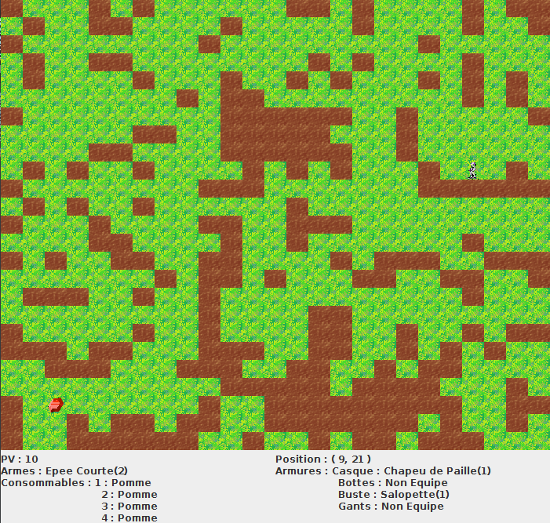 PV : 10
Armes : Epee Courte(2)
Consommables : 1 : Pomme
2 : Pomme
3 : Pomme
4 : Pomme
Position : ( 9, 21 )
Armures : Casque : Chapeu de Paille(1)
Bottes : Non Equipe
Buste : Salopette(1)
Gants : Non Equipe